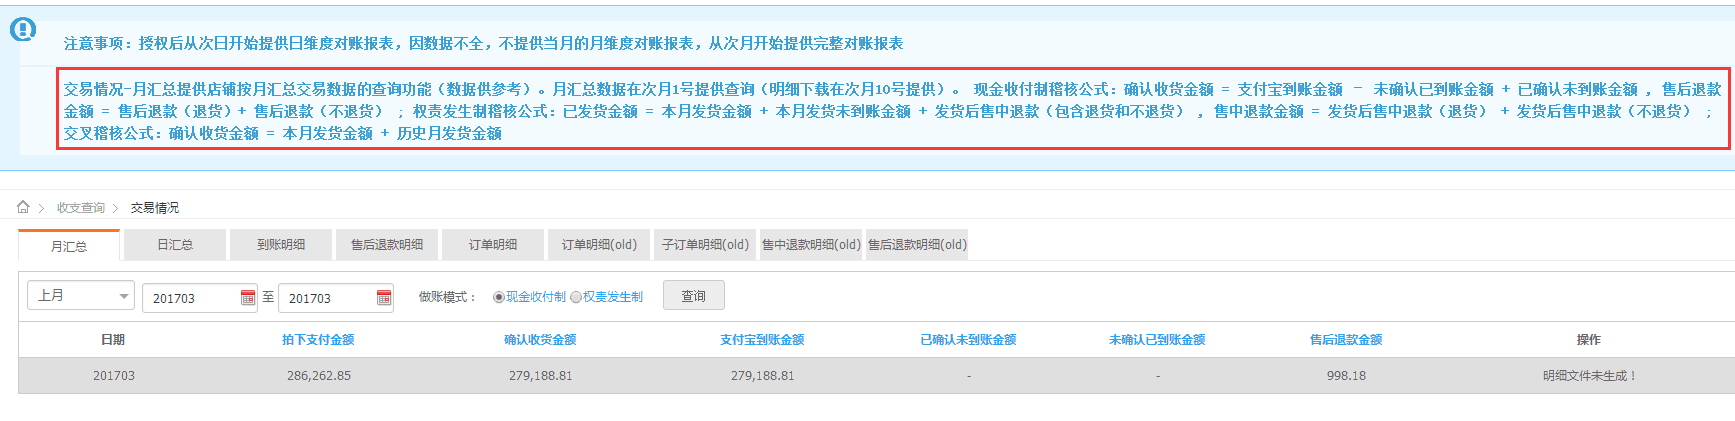 注意事项：授权后从次日开始提供日维度对账报表，因数据不全，不提供当月的月维度对账报表，从次月开始提供完整对账报表
交易情况-月汇总提供店铺按月汇总交易数据的查询功能（数据供参考）。月汇总数据在次月1号提供查询（明细下载在次月10号提供）。 现金收付制稽核公式：确认收货金额 = 支付宝到账金额 － 未确认已到账金额 + 已确认未到账金额 ，售后退款
金额 = 售后退款（退货）+ 售后退款（不退货） ; 权责发生制稽核公式：已发货金额 = 本月发货金额 + 本月发货未到账金额 + 发货后售中退款（包含退货和不退货） ，售中退款金额 = 发货后售中退款（退货） + 发货后售中退款（不退货） ;
交叉稽核公式：确认收货金额 = 本月发货金额 + 历史月发货金额
收支查询 交易情况
月汇总 日汇总 到账明细 售后退款明细 订单明细 订单明细(old) 子订单明细(old) 售中退款明细(old) 售后退款明细(old)
上月 201703 至 201703 做账模式： 现金收付制 权责发生制 查询
日期 拍下支付金额 确认收货金额 支付宝到账金额 已确认未到账金额 未确认已到账金额 售后退款金额 操作
201703 286,262.85 279,188.81 279,188.81 - - 998.18 明细文件未生成！